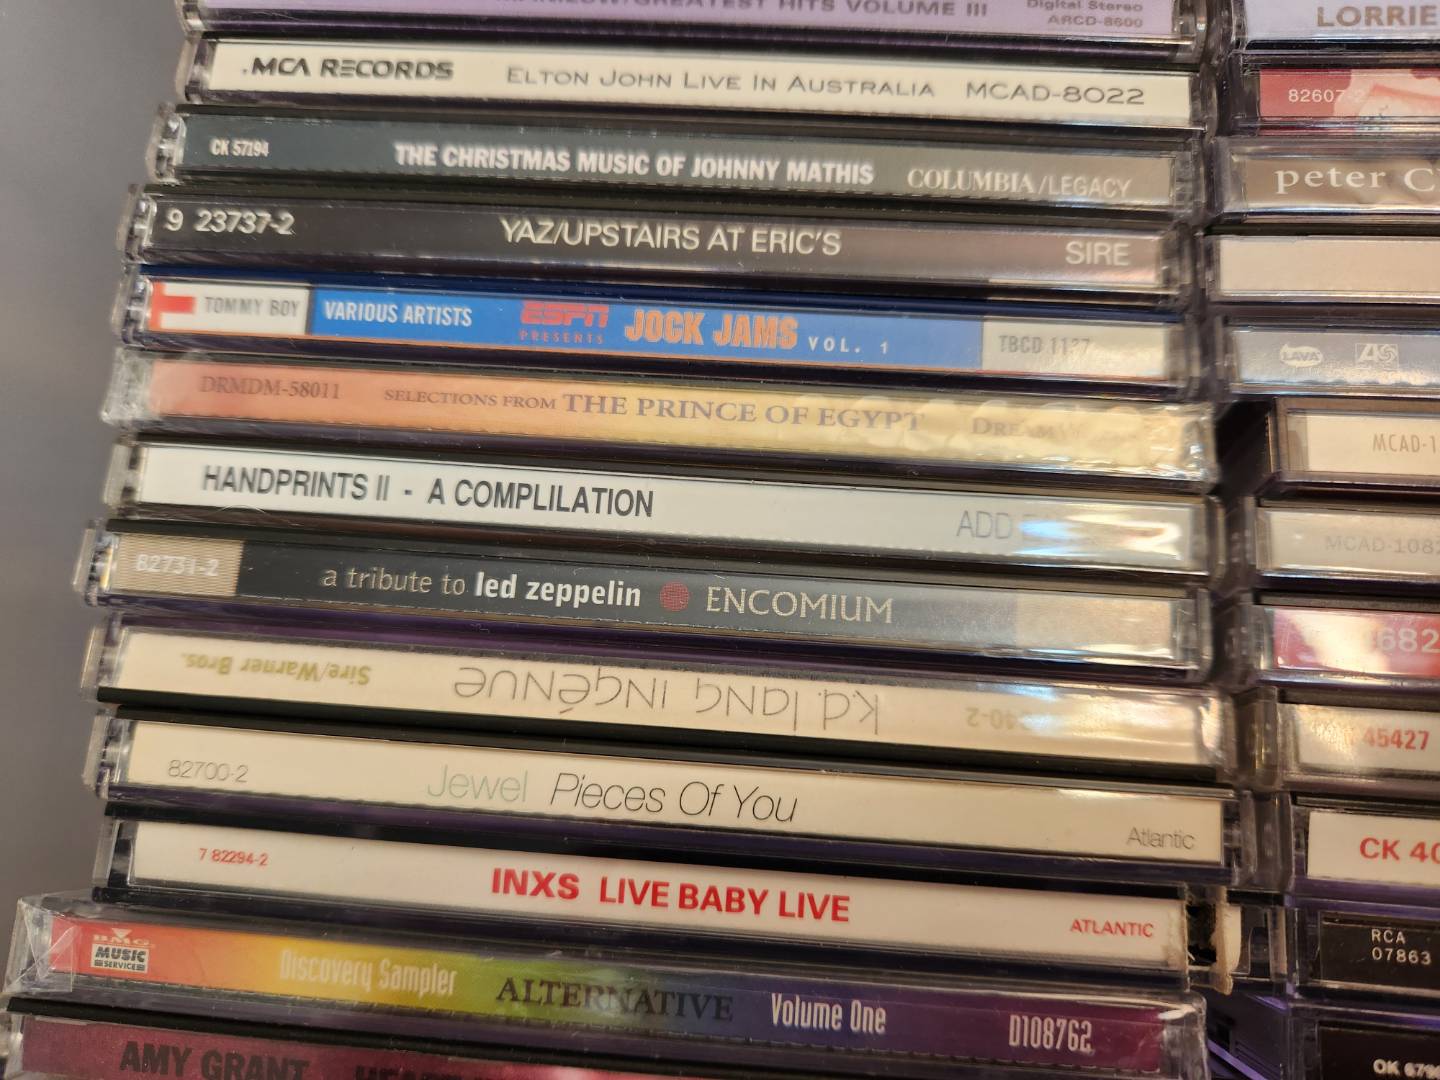 GREATEST HITS VOLUME III Digital Stereo
ARCD-8600
MCA RECORDS ELTON JOHN LIVE IN AUSTRALIA MCAD-8022
CK 57194 THE CHRISTMAS MUSIC OF JOHNNY MATHIS COLUMBIA/LEGACY
9 23737-2 YAZ/UPSTAIRS AT ERIC'S SIRE
TOMMY BOY VARIOUS ARTISTS ESPN PRESENTS JOCK JAMS VOL. 1 TBCD 1137
DRMDM-58011 SELECTIONS FROM THE PRINCE OF EGYPT
HANDPRINTS II - A COMPLILATION ADD
82731-2 a tribute to led zeppelin ENCOMIUM
k.d. lang ingénue Sire/Warner Bros.
82700-2 Jewel Pieces Of You Atlantic
7 82294-2 INXS LIVE BABY LIVE ATLANTIC
BMG MUSIC SERVICE Discovery Sampler ALTERNATIVE Volume One D108762
AMY GRANT
LORRIE
82607-2
peter
LAVA
MCAD-1
MCAD-1082
682
45427
CK 40
RCA
07863
OK 679